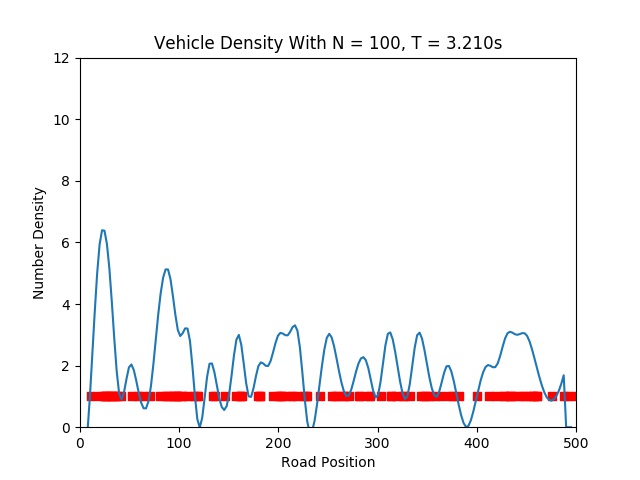 Vehicle Density With N = 100, T = 3.210s
12
10
8
6
4
2
0
Number Density
0 100 200 300 400 500
Road Position